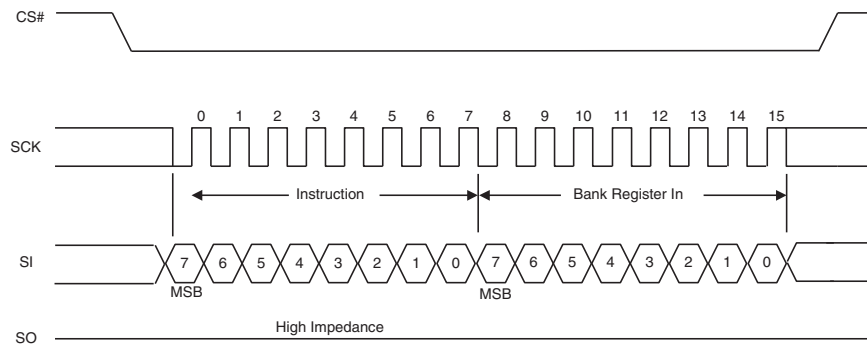 CS#
0 1 2 3 4 5 6 7 8 9 10 11 12 13 14 15
SCK
Instruction Bank Register In
SI 7 6 5 4 3 2 1 0 7 6 5 4 3 2 1 0
MSB MSB
High Impedance
SO